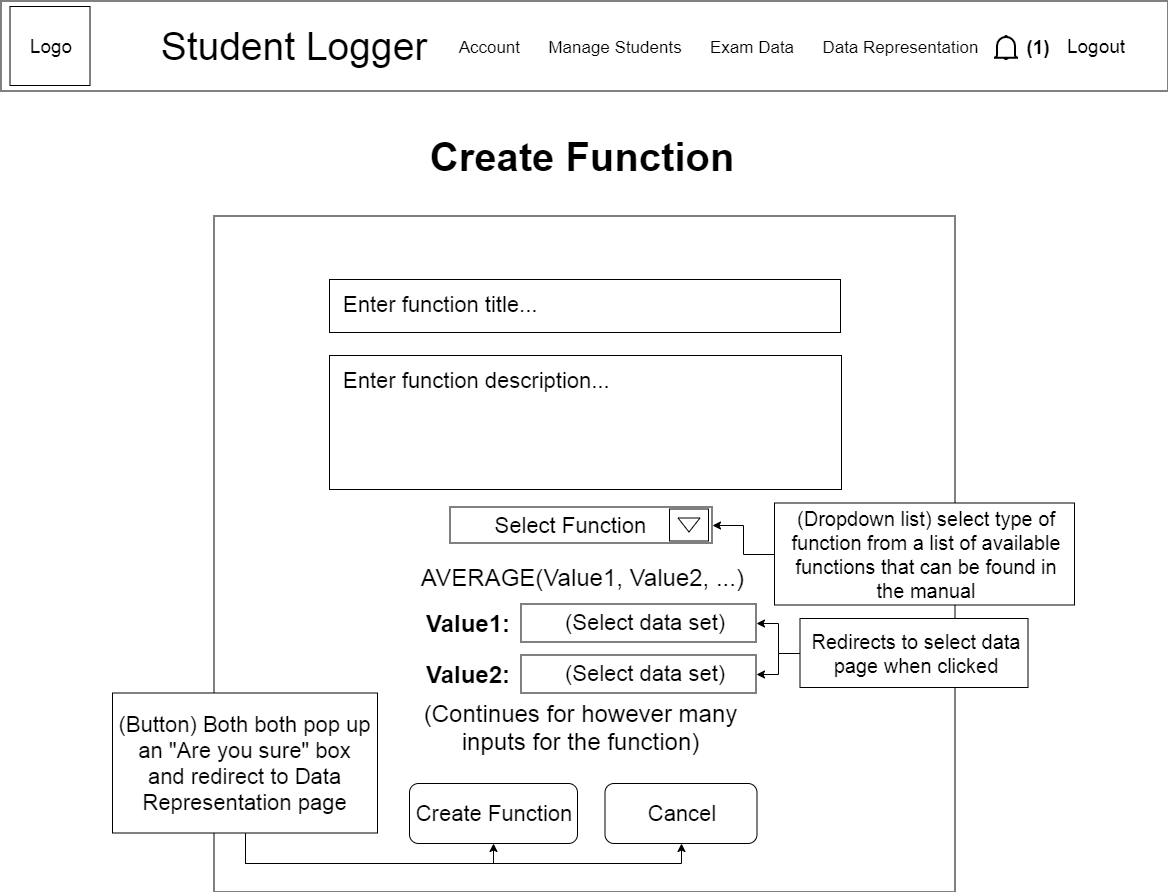 Logo
Student Logger
Account
Manage Students
Exam Data
Data Representation
(1)
Logout
Create Function
Enter function title...
Enter function description...
Select Function
(Dropdown list) select type of
function from a list of available
functions that can be found in
the manual
AVERAGE(Value1, Value2, ...)
Value1:
(Select data set)
Redirects to select data
page when clicked
Value2:
(Select data set)
(Continues for however many
inputs for the function)
(Button) Both both pop up
an "Are you sure" box
and redirect to Data
Representation page
Create Function
Cancel